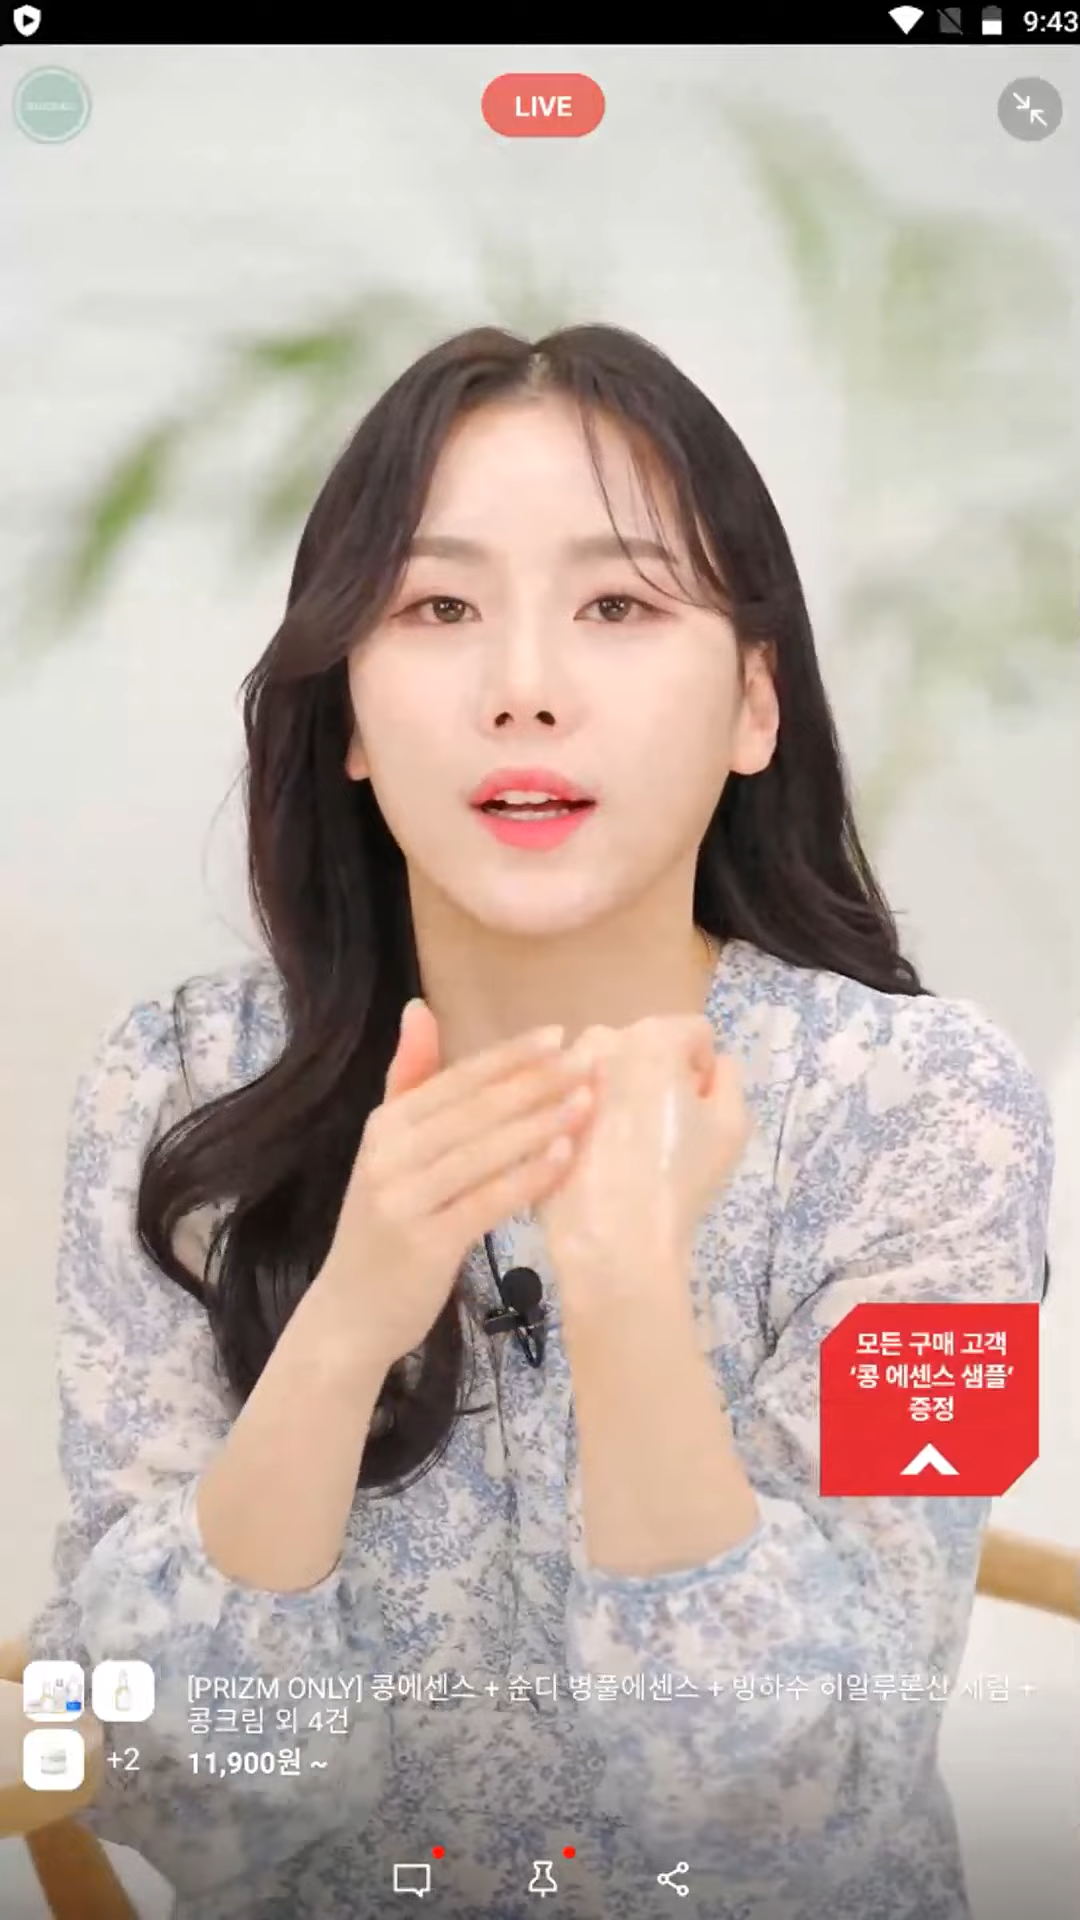 9:43
LIVE
모든 구매 고객
'콩 에센스 샘플'
증정
[PRIZM ONLY] 콩에센스 + 순디 병풀에센스 + 빙하수 히알루론산 세럼 +
콩크림 외 4건
+2
11,900원 ~